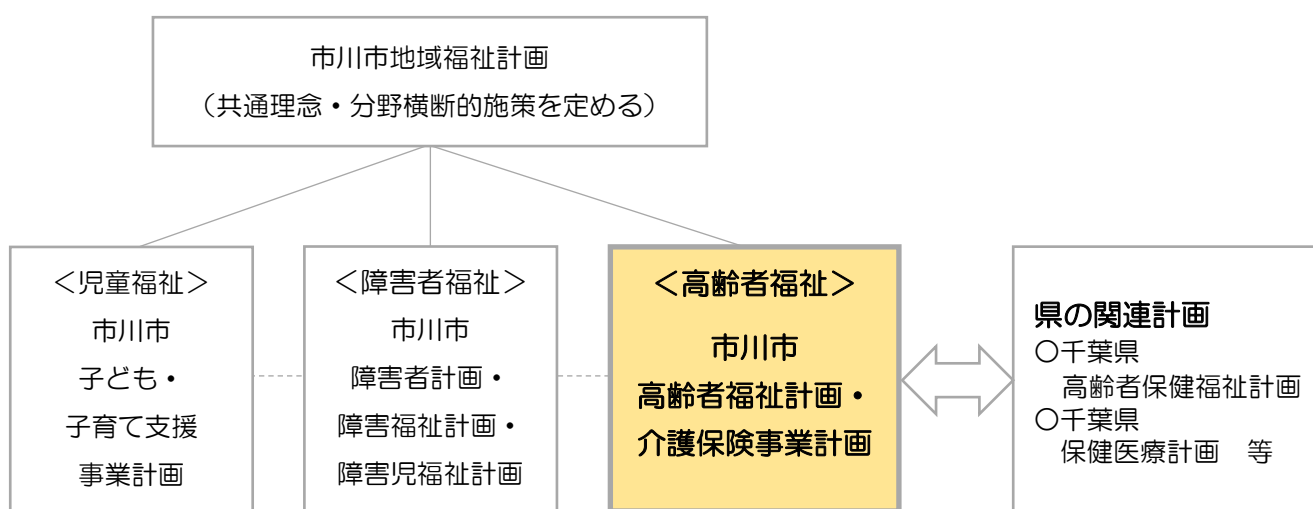 市川市地域福祉計画
（共通理念・分野横断的施策を定める）
＜児童福祉＞
市川市
子ども・
子育て支援
事業計画
＜障害者福祉＞
市川市
障害者計画・
障害福祉計画・
障害児福祉計画
＜高齢者福祉＞
市川市
高齢者福祉計画・
介護保険事業計画
県の関連計画
○千葉県
高齢者保健福祉計画
○千葉県
保健医療計画　等